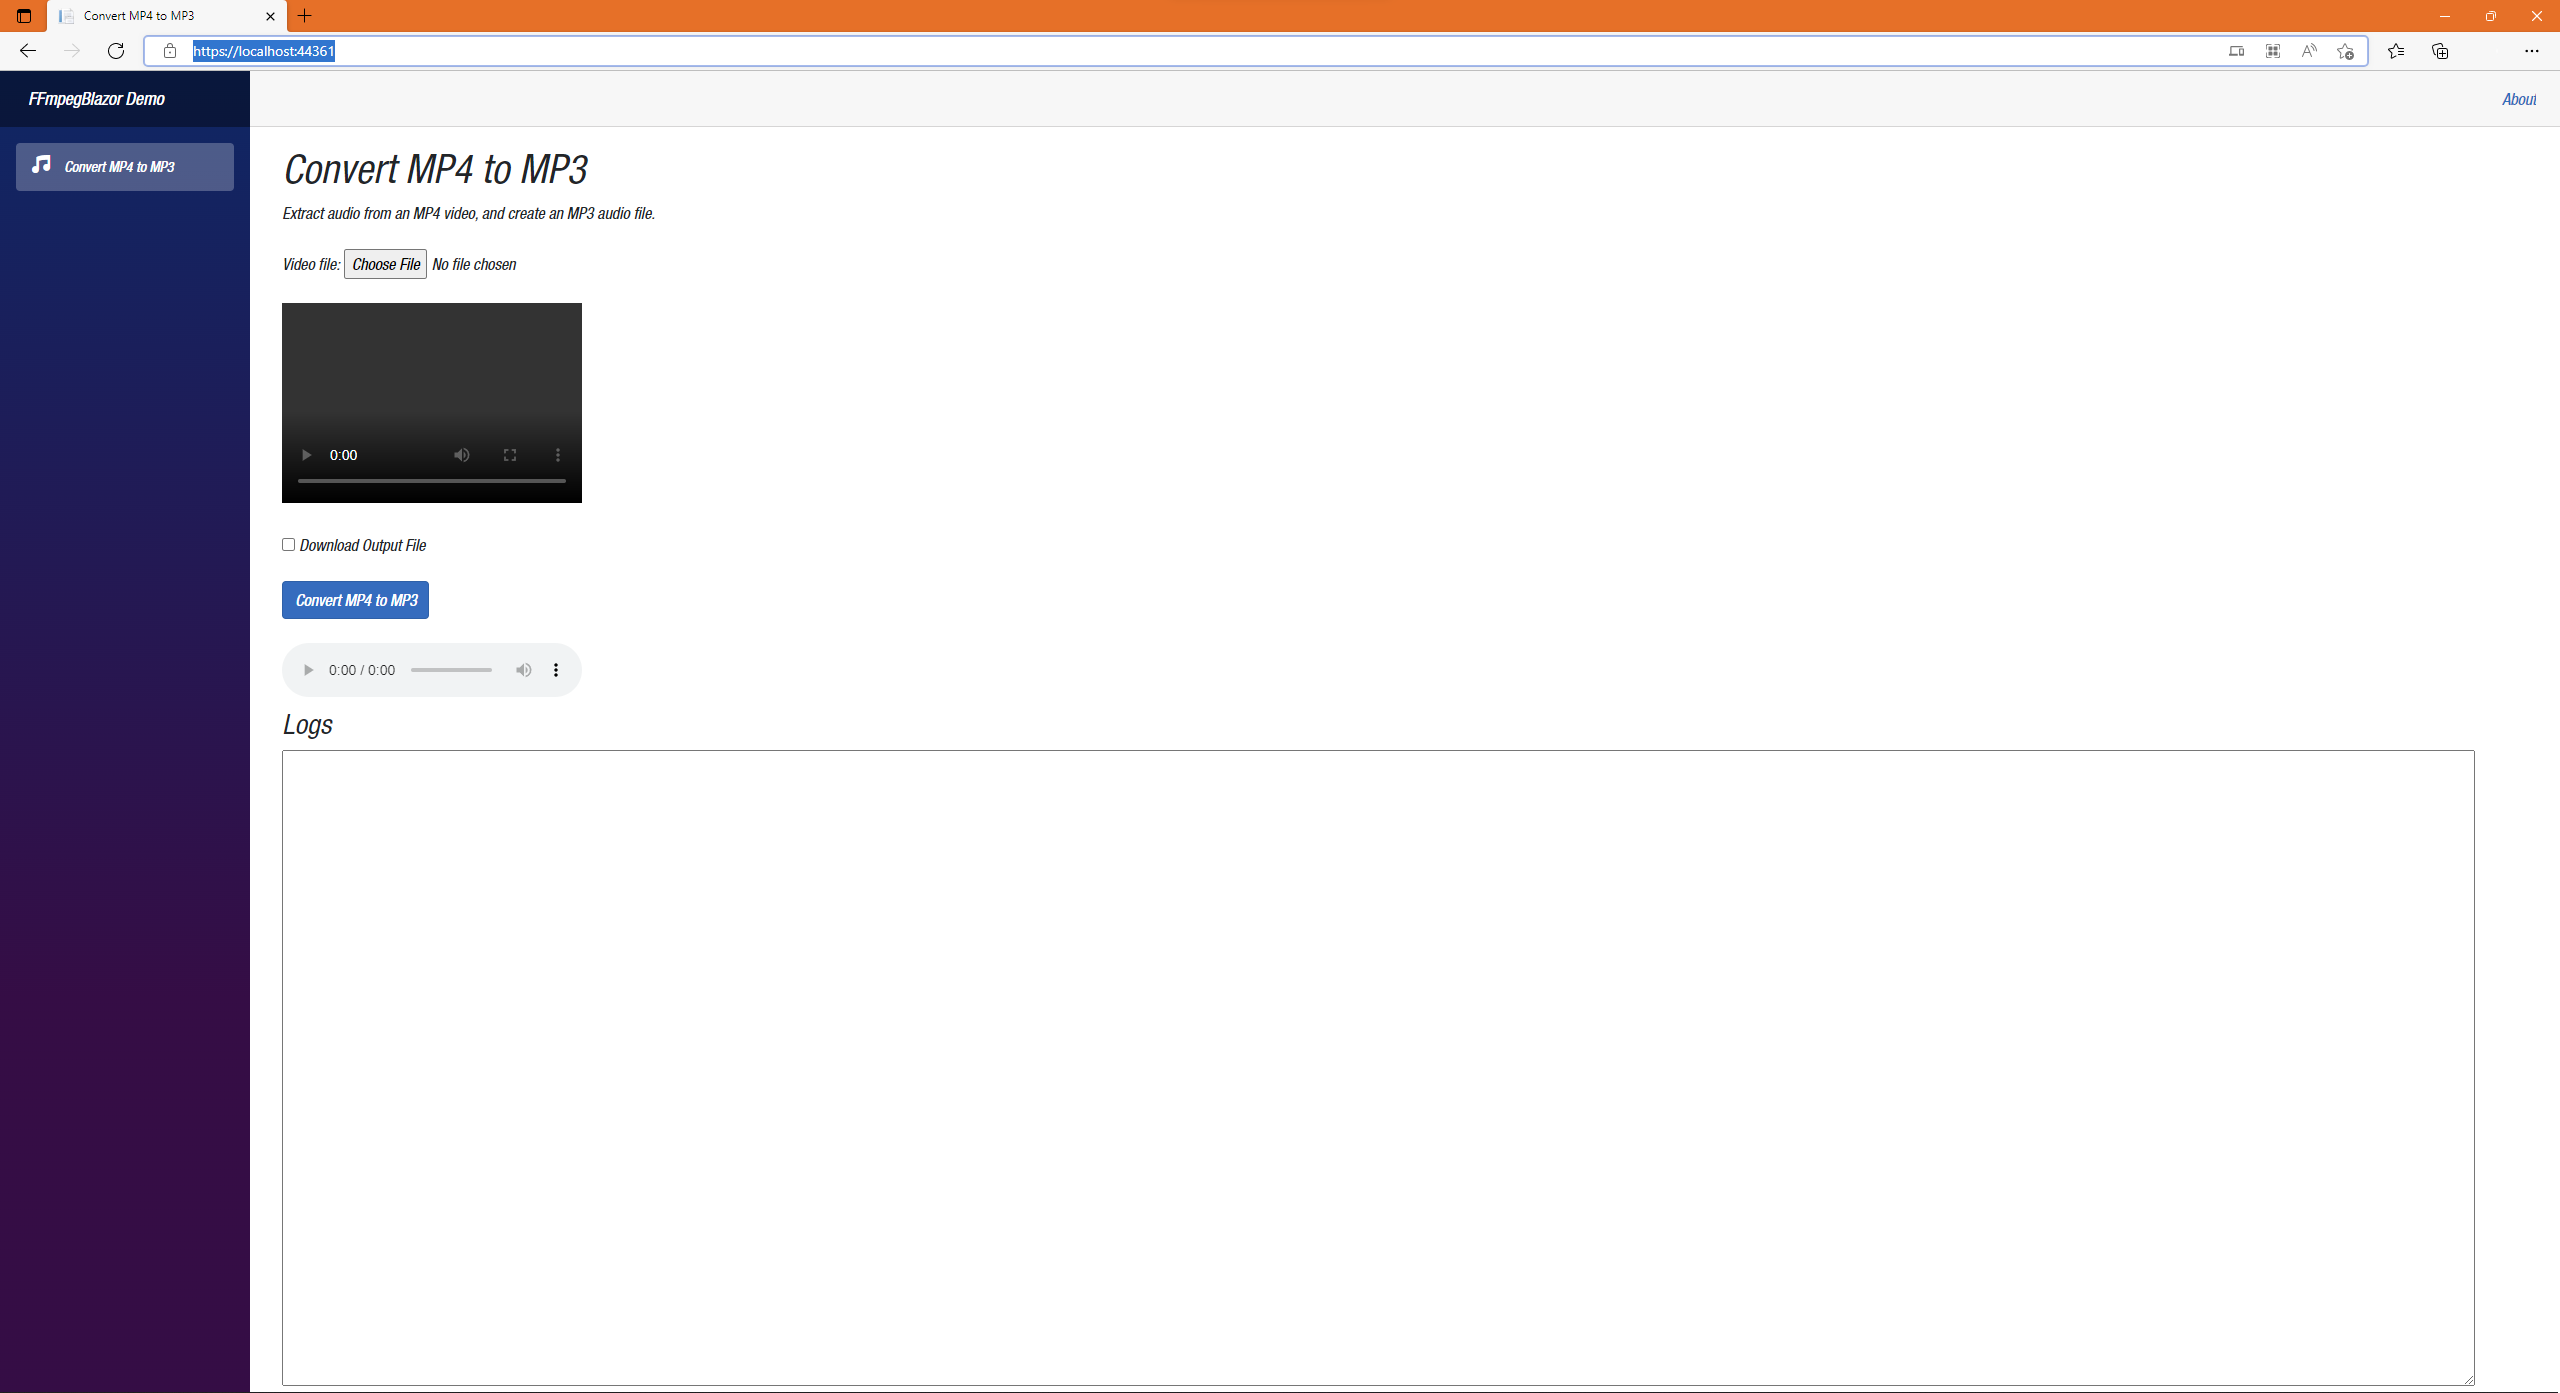 Convert MP4 to MP3
https://localhost:44361
FFmpegBlazor Demo
About
Convert MP4 to MP3
Convert MP4 to MP3
Extract audio from an MP4 video, and create an MP3 audio file.
Video file: Choose File No file chosen
0:00
Download Output File
Convert MP4 to MP3
0:00 / 0:00
Logs